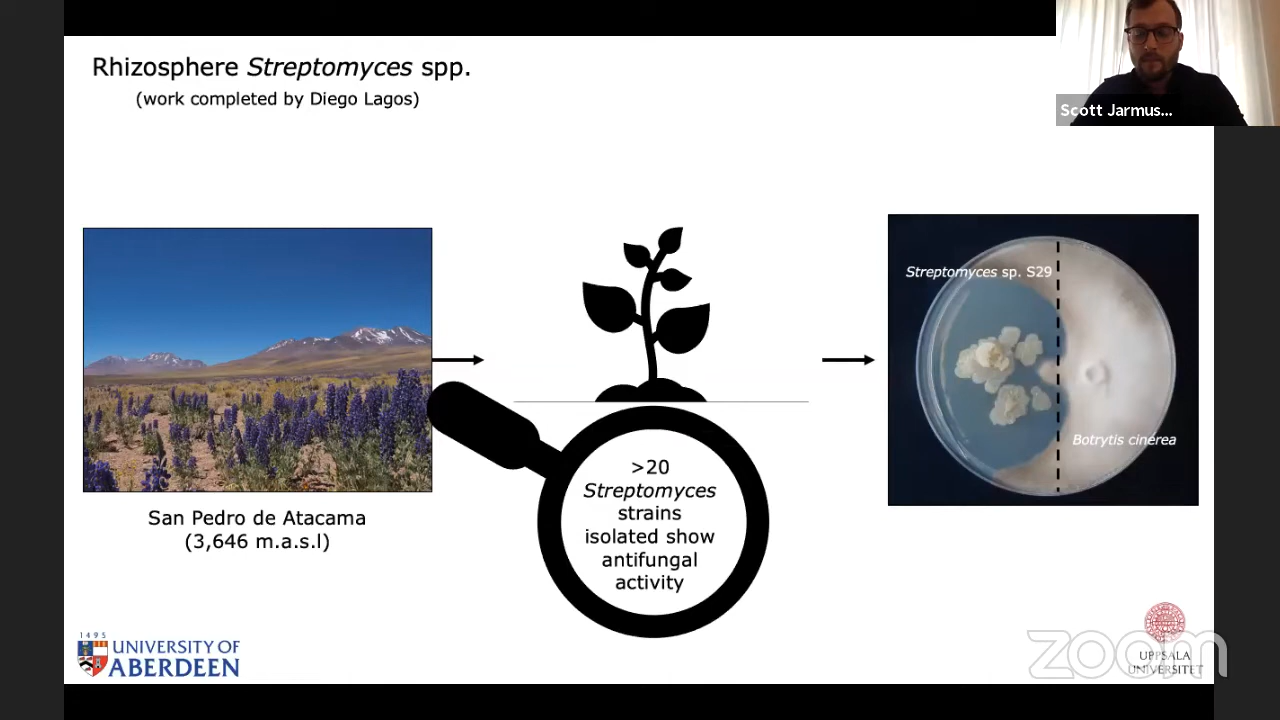 Rhizosphere Streptomyces spp.
(work completed by Diego Lagos)
Scott Jarmus...
Streptomyces sp. S29
Botrytis cinerea
>20
Streptomyces
strains
isolated show
antifungal
activity
San Pedro de Atacama
(3,646 m.a.s.l)
1495
UNIVERSITY OF
ABERDEEN
zoom
UPPSALA
UNIVERSITET